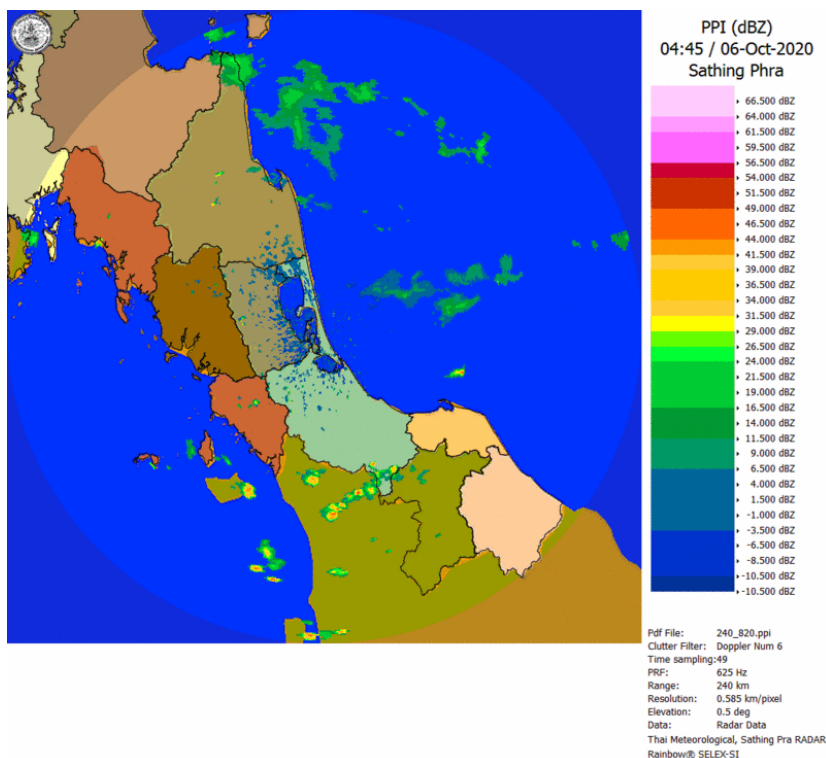 PPI (dBZ)
04:45 / 06-Oct-2020
Sathing Phra
66.500 dBZ
64.000 dBZ
61.500 dBZ
59.500 dBZ
56.500 dBZ
54.000 dBZ
51.500 dBZ
49.000 dBZ
46.500 dBZ
44.000 dBZ
41.500 dBZ
39.000 dBZ
36.500 dBZ
34.000 dBZ
31.500 dBZ
29.000 dBZ
26.500 dBZ
24.000 dBZ
21.500 dBZ
19.000 dBZ
16.500 dBZ
14.000 dBZ
11.500 dBZ
9.000 dBZ
6.500 dBZ
4.000 dBZ
1.500 dBZ
-1.000 dBZ
-3.500 dBZ
-6.500 dBZ
-8.500 dBZ
-10.500 dBZ
-10.500 dBZ
Pdf File: 240_820.ppi
Clutter Filter: Doppler Num 6
Time sampling:49
PRF: 625 Hz
Range: 240 km
Resolution: 0.585 km/pixel
Elevation: 0.5 deg
Data: Radar Data
Thai Meteorological, Sathing Pra RADAR
Rainbow® SELEX-SI